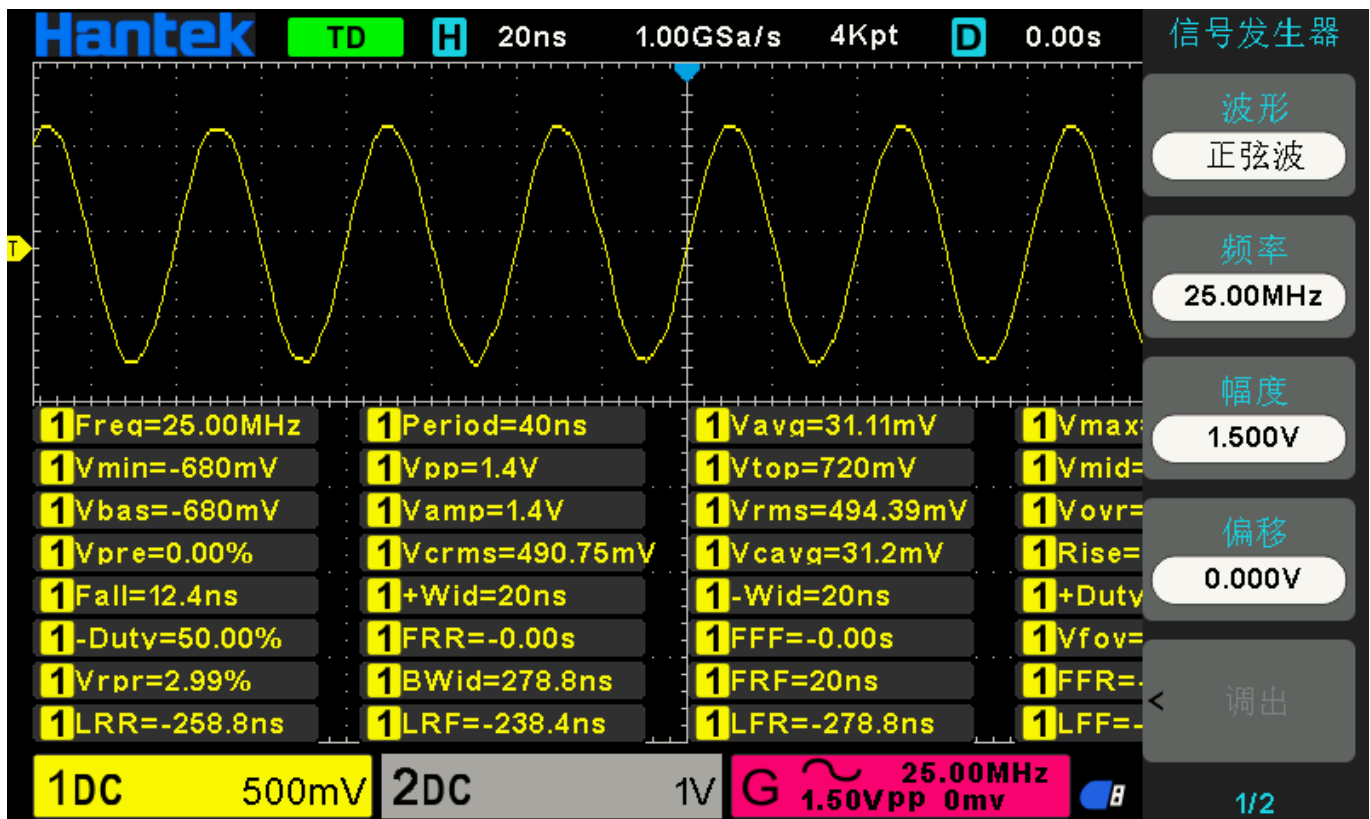 Hantek TD H 20ns 1.00GSa/s 4Kpt D 0.00s 信号发生器
波形
正弦波
频率
25.00MHz
幅度
1.500V
偏移
0.000V
调出
1/2
T
1 Freq=25.00MHz 1 Period=40ns 1 Vavg=31.11mV 1 Vmax
1 Vmin=-680mV 1 Vpp=1.4V 1 Vtop=720mV 1 Vmid=
1 Vbas=-680mV 1 Vamp=1.4V 1 Vrms=494.39mV 1 Vovr=
1 Vpre=0.00% 1 Vcrms=490.75mV 1 Vcavg=31.2mV 1 Rise=
1 Fall=12.4ns 1 +Wid=20ns 1 -Wid=20ns 1 +Duty
1 -Duty=50.00% 1 FRR=-0.00s 1 FFF=-0.00s 1 Vfov=
1 Vrpr=2.99% 1 BWid=278.8ns 1 FRF=20ns 1 FFR=-
1 LRR=-258.8ns 1 LRF=-238.4ns 1 LFR=-278.8ns 1 LFF=-
1DC 500mV 2DC 1V G 25.00MHz
1.50Vpp 0mv